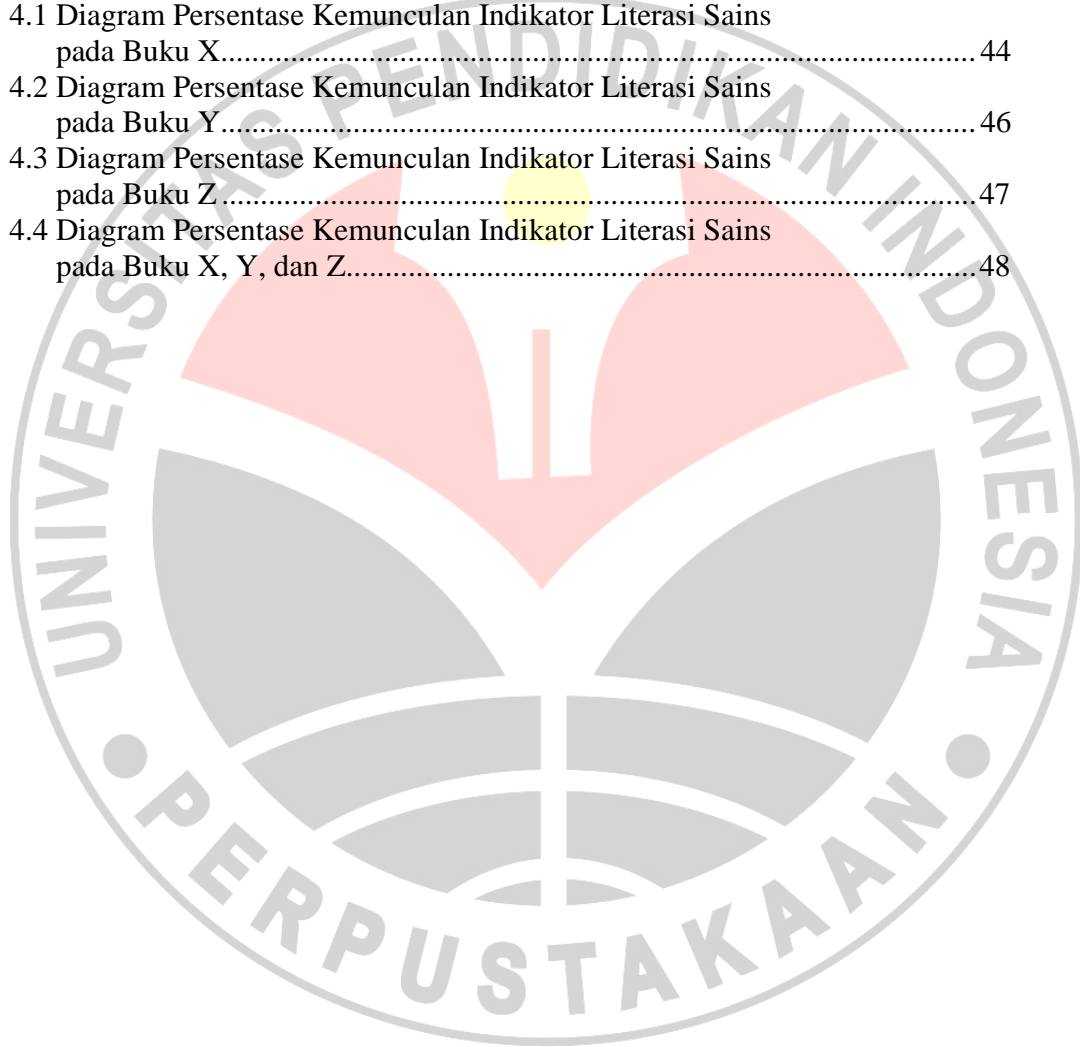 4.1 Diagram Persentase Kemunculan Indikator Literasi Sains
pada Buku X.......................................................................................................... 44
4.2 Diagram Persentase Kemunculan Indikator Literasi Sains
pada Buku Y.......................................................................................................... 46
4.3 Diagram Persentase Kemunculan Indikator Literasi Sains
pada Buku Z .......................................................................................................... 47
4.4 Diagram Persentase Kemunculan Indikator Literasi Sains
pada Buku X, Y, dan Z......................................................................................... 48
UNIVERSITAS PENDIDIKAN INDONESIA
PERPUSTAKAAN